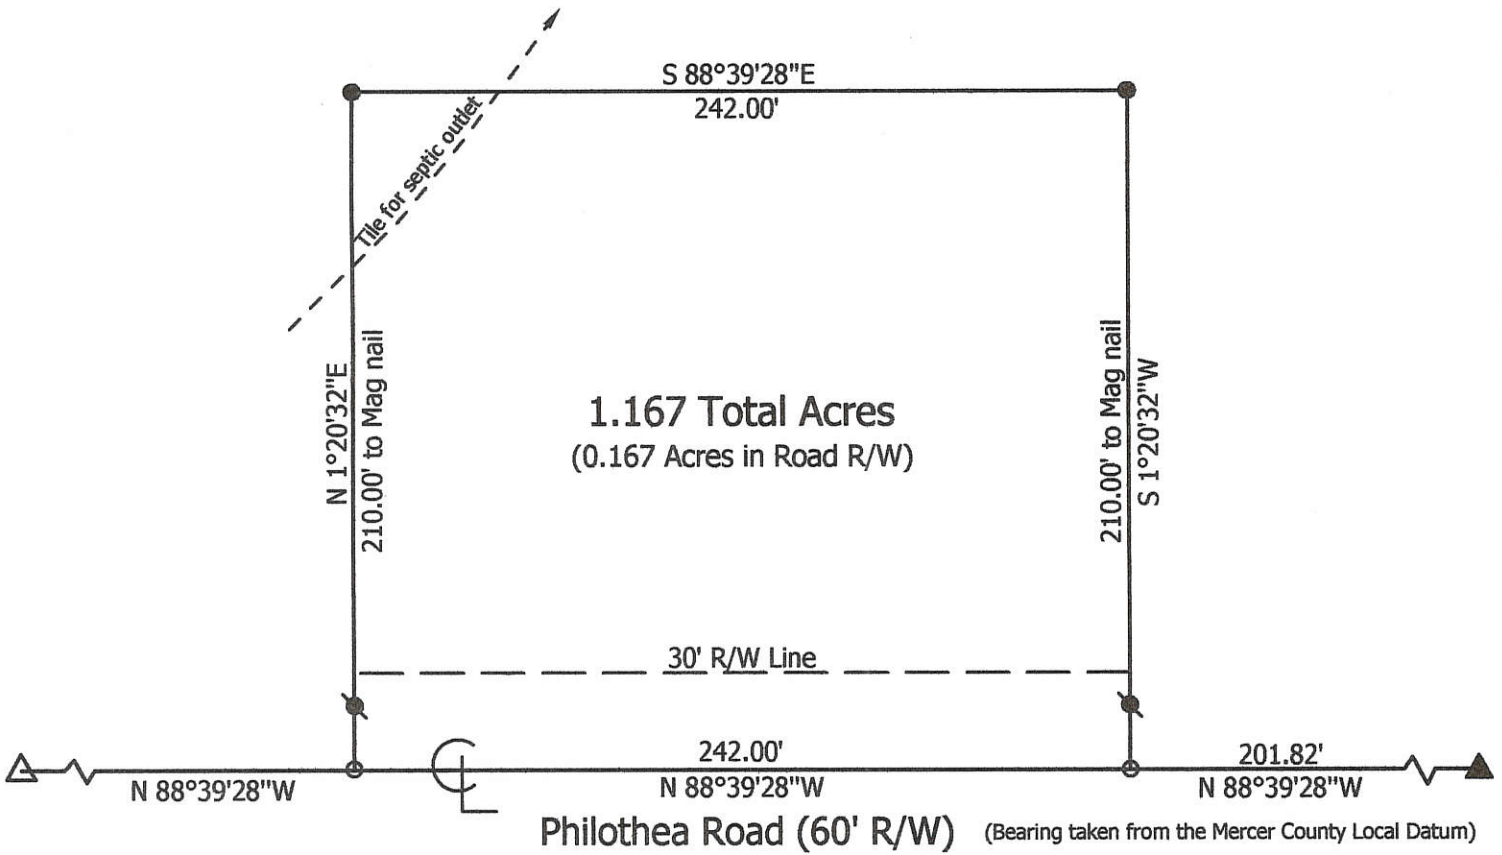 S 88°39'28"E
242.00'
Tile for septic outlet
N 1°20'32"E
210.00' to Mag nail
210.00' to Mag nail
S 1°20'32"W
1.167 Total Acres
(0.167 Acres in Road R/W)
30' R/W Line
242.00'
201.82'
N 88°39'28"W
N 88°39'28"W
N 88°39'28"W
CL
Philothea Road (60' R/W)
(Bearing taken from the Mercer County Local Datum)